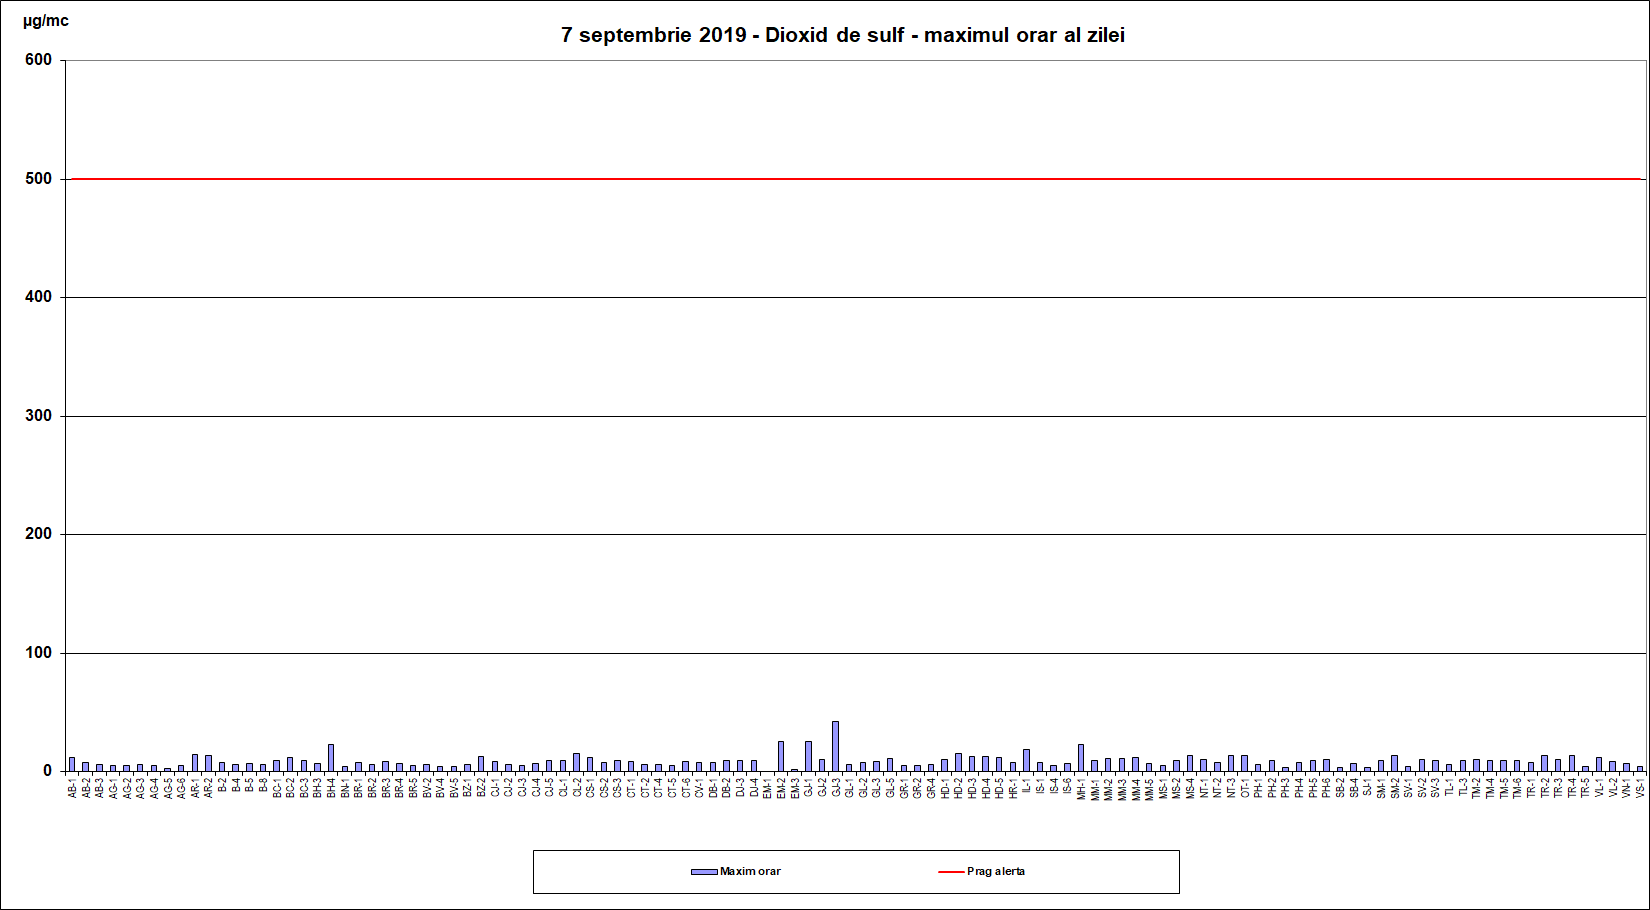 µg/mc
7 septembrie 2019 - Dioxid de sulf - maximul orar al zilei
600
500
400
300
200
100
0
AB-1 AB-2 AB-3 AG-1 AG-2 AG-3 AG-4 AG-5 AG-6 AR-1 AR-2 B-2 B-4 B-5 B-8 BC-1 BC-2 BC-3 BH-3 BH-4 BN-1 BR-1 BR-2 BR-3 BR-4 BR-5 BV-2 BV-5 BZ-1 BZ-2 CJ-1 CJ-2 CJ-3 CJ-4 CJ-5 CL-1 CL-2 CS-1 CS-2 CS-3 CT-1 CT-2 CT-4 CT-5 CT-6 CV-1 DB-1 DB-2 DJ-3 DJ-4 EM-1 EM-2 EM-3 GJ-1 GJ-2 GJ-3 GL-1 GL-2 GL-3 GL-5 GR-1 GR-2 GR-4 HD-1 HD-2 HD-3 HD-4 HD-5 HR-1 IL-1 IS-1 IS-4 IS-6 MH-1 MM-1 MM-2 MM-3 MM-4 MM-5 MS-1 MS-2 MS-4 NT-1 NT-2 NT-3 OT-1 PH-1 PH-2 PH-3 PH-4 PH-5 PH-6 SB-2 SB-4 SJ-1 SM-1 SM-2 SV-1 SV-2 SV-3 TL-1 TL-3 TM-2 TM-4 TM-5 TM-6 TR-1 TR-2 TR-3 TR-4 TR-5 VL-1 VL-2 VN-1 VS-1
Maxim orar
Prag alerta